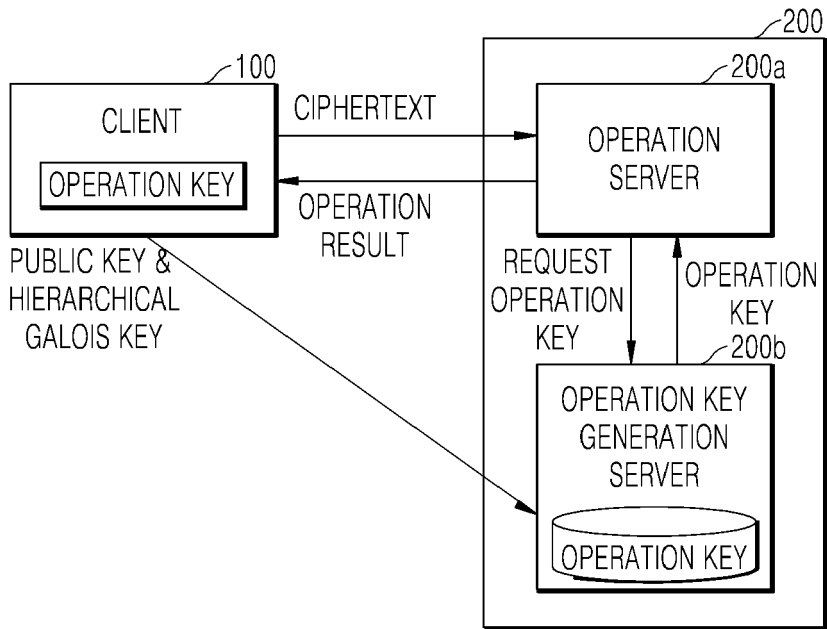 200
100
CLIENT
OPERATION KEY
CIPHERTEXT
OPERATION
RESULT
200a
OPERATION
SERVER
PUBLIC KEY &
HIERARCHICAL
GALOIS KEY
REQUEST
OPERATION
KEY
OPERATION
KEY
200b
OPERATION KEY
GENERATION
SERVER
OPERATION KEY